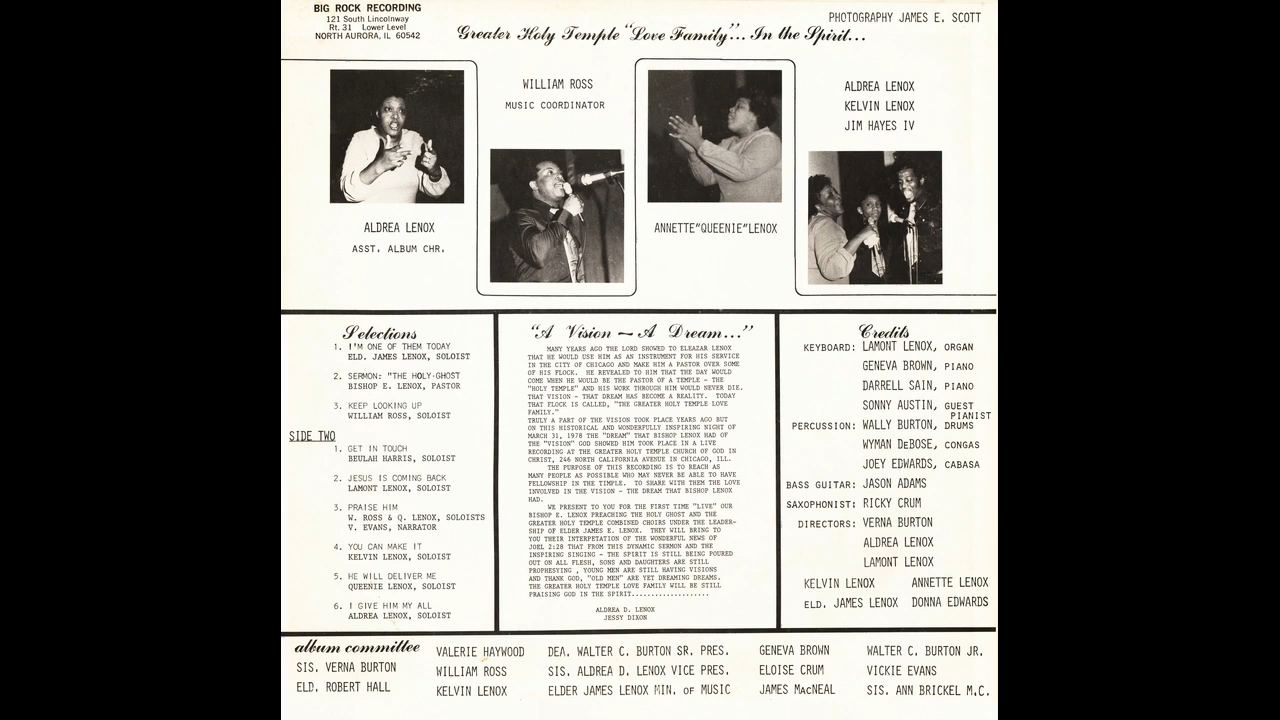 BIG ROCK RECORDING
121 South Lincolnway
Rt. 31 Lower Level
NORTH AURORA, IL 60542
PHOTOGRAPHY JAMES E. SCOTT
Greater Holy Temple "Love Family"... In the Spirit...
ALDREA LENOX
ASST. ALBUM CHR.
WILLIAM ROSS
MUSIC COORDINATOR
ANNETTE"QUEENIE"LENOX
ALDREA LENOX
KELVIN LENOX
JIM HAYES IV
Selections
1. I'M ONE OF THEM TODAY
ELD. JAMES LENOX, SOLOIST
2. SERMON: "THE HOLY-GHOST
BISHOP E. LENOX, PASTOR
3. KEEP LOOKING UP
WILLIAM ROSS, SOLOIST
SIDE TWO
1. GET IN TOUCH
BEULAH HARRIS, SOLOIST
2. JESUS IS COMING BACK
LAMONT LENOX, SOLOIST
3. PRAISE HIM
W. ROSS & Q. LENOX, SOLOISTS
V. EVANS, NARRATOR
4. YOU CAN MAKE IT
KELVIN LENOX, SOLOIST
5. HE WILL DELIVER ME
QUEENIE LENOX, SOLOIST
6. I GIVE HIM MY ALL
ALDREA LENOX, SOLOIST
"A Vision — A Dream..."
MANY YEARS AGO THE LORD SHOWED TO ELEAZAR LENOX
THAT HE WOULD USE HIM AS AN INSTRUMENT FOR HIS SERVICE
IN THE CITY OF CHICAGO AND MAKE HIM A PASTOR OVER SOME
OF HIS FLOCK. HE REVEALED TO HIM THAT THE DAY WOULD
COME WHEN HE WOULD BE THE PASTOR OF A TEMPLE - THE
"HOLY TEMPLE" AND HIS WORK THROUGH HIM WOULD NEVER DIE.
THAT VISION - THAT DREAM HAS BECOME A REALITY. TODAY
THAT FLOCK IS CALLED, "THE GREATER HOLY TEMPLE LOVE
FAMILY."
TRULY A PART OF THE VISION TOOK PLACE YEARS AGO BUT
ON THIS HISTORICAL AND WONDERFULLY INSPIRING NIGHT OF
MARCH 31, 1978 THE "DREAM" THAT BISHOP LENOX HAD OF
THE "VISION" GOD SHOWED HIM TOOK PLACE IN A LIVE
RECORDING AT THE GREATER HOLY TEMPLE CHURCH OF GOD IN
CHRIST, 246 NORTH CALIFORNIA AVENUE IN CHICAGO, ILL.
THE PURPOSE OF THIS RECORDING IS TO REACH AS
MANY PEOPLE AS POSSIBLE WHO MAY NEVER BE ABLE TO HAVE
FELLOWSHIP IN THE TIMPLE. TO SHARE WITH THEM THE LOVE
INVOLVED IN THE VISION - THE DREAM THAT BISHOP LENOX
HAD.
WE PRESENT TO YOU FOR THE FIRST TIME "LIVE" OUR
BISHOP E. LENOX PREACHING THE HOLY GHOST AND THE
GREATER HOLY TEMPLE COMBINED CHOIRS UNDER THE LEADER-
SHIP OF ELDER JAMES E. LENOX. THEY WILL BRING TO
YOU THEIR INTERPETATION OF THE WONDERFUL NEWS OF
JOEL 2:28 THAT FROM THIS DYNAMIC SERMON AND THE
INSPIRING SINGING - THE SPIRIT IS STILL BEING POURED
OUT ON ALL FLESH, SONS AND DAUGHTERS ARE STILL
PROPHESYING , YOUNG MEN ARE STILL HAVING VISIONS
AND THANK GOD, "OLD MEN" ARE YET DREAMING DREAMS.
THE GREATER HOLY TEMPLE LOVE FAMILY WILL BE STILL
PRAISING GOD IN THE SPIRIT....................
ALDREA D. LENOX
JESSY DIXON
Credits
KEYBOARD: LAMONT LENOX, ORGAN
GENEVA BROWN, PIANO
DARRELL SAIN, PIANO
SONNY AUSTIN, GUEST
PIANIST
PERCUSSION: WALLY BURTON, DRUMS
WYMAN DEBOSE, CONGAS
JOEY EDWARDS, CABASA
BASS GUITAR: JASON ADAMS
SAXOPHONIST: RICKY CRUM
DIRECTORS: VERNA BURTON
ALDREA LENOX
LAMONT LENOX
KELVIN LENOX ANNETTE LENOX
ELD. JAMES LENOX DONNA EDWARDS
album committee
SIS. VERNA BURTON
ELD. ROBERT HALL
VALERIE HAYWOOD
WILLIAM ROSS
KELVIN LENOX
DEA. WALTER C. BURTON SR. PRES.
SIS. ALDREA D. LENOX VICE PRES.
ELDER JAMES LENOX MIN. OF MUSIC
GENEVA BROWN
ELOISE CRUM
JAMES MACNEAL
WALTER C. BURTON JR.
VICKIE EVANS
SIS. ANN BRICKEL M.C.